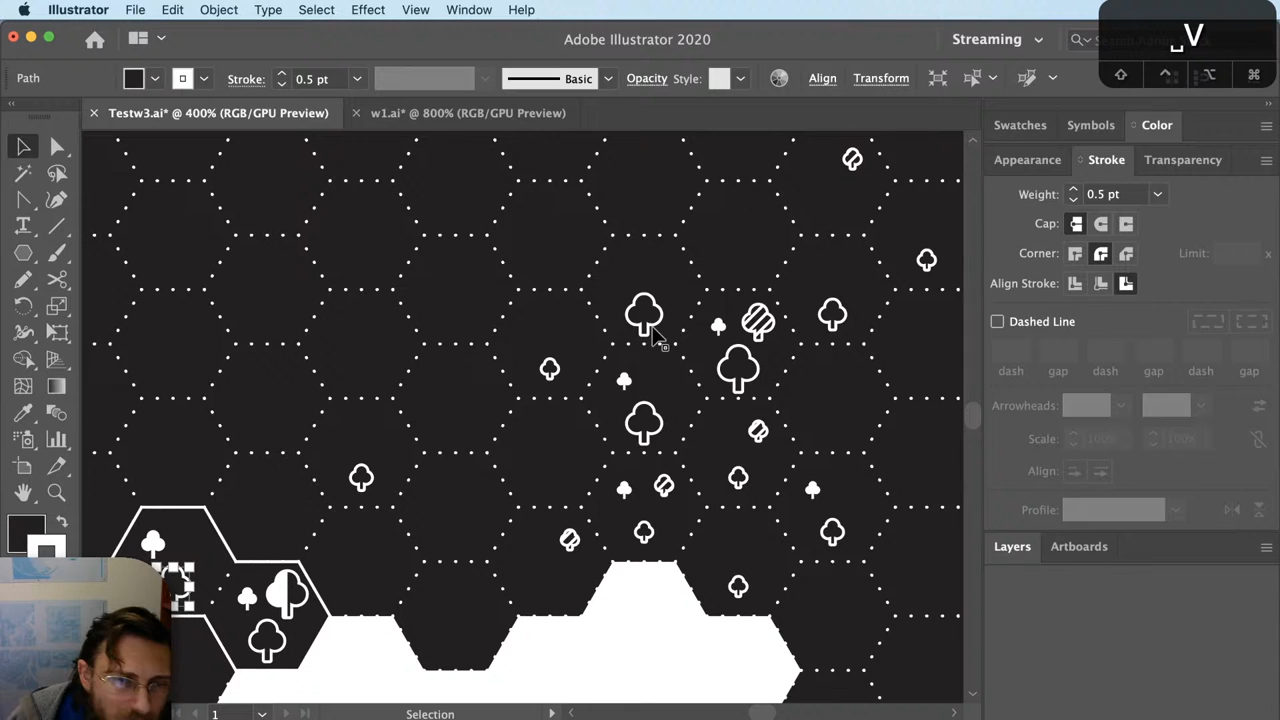 Illustrator File Edit Object Type Select Effect View Window Help
␣V
Adobe Illustrator 2020
Streaming
Path
Stroke:
0.5 pt
Basic
Opacity
Style:
Align
Transform
Testw3.ai* @ 400% (RGB/GPU Preview)
w1.ai* @ 800% (RGB/GPU Preview)
Swatches
Symbols
Color
Appearance
Stroke
Transparency
Weight:
0.5 pt
Cap:
Corner:
Limit:
x
Align Stroke:
Dashed Line
dash gap dash gap dash gap
Arrowheads:
Scale:
100%
100%
Align:
Profile:
Layers
Artboards
1
Selection